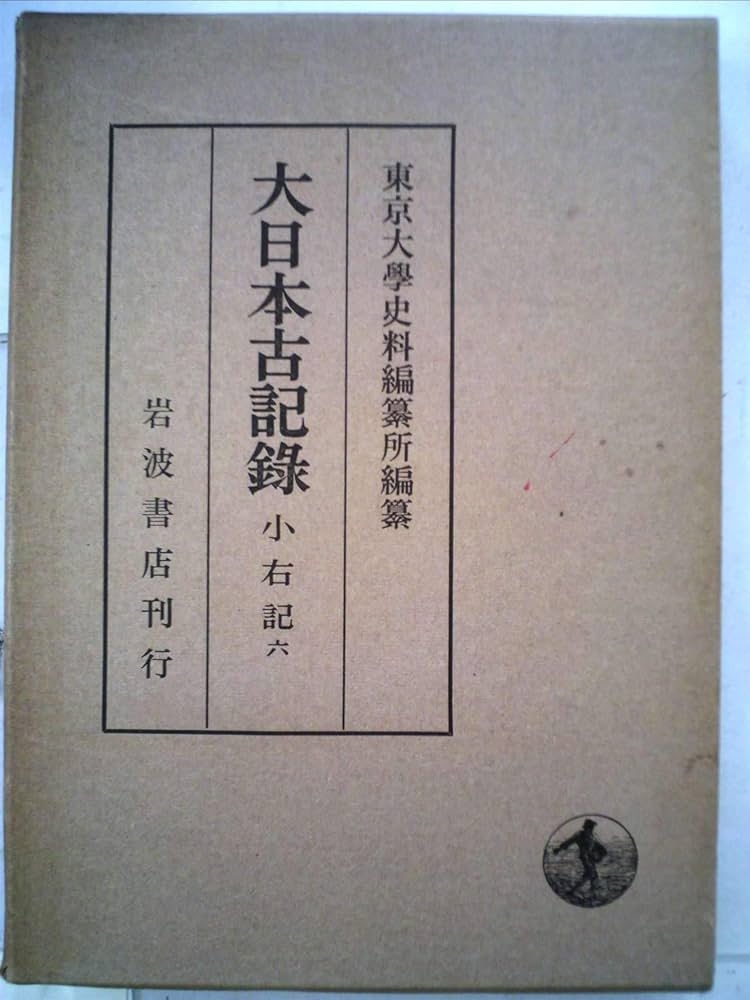 東京大學史料編纂所編纂
大日本古記錄 小右記 六
岩波書店刊行